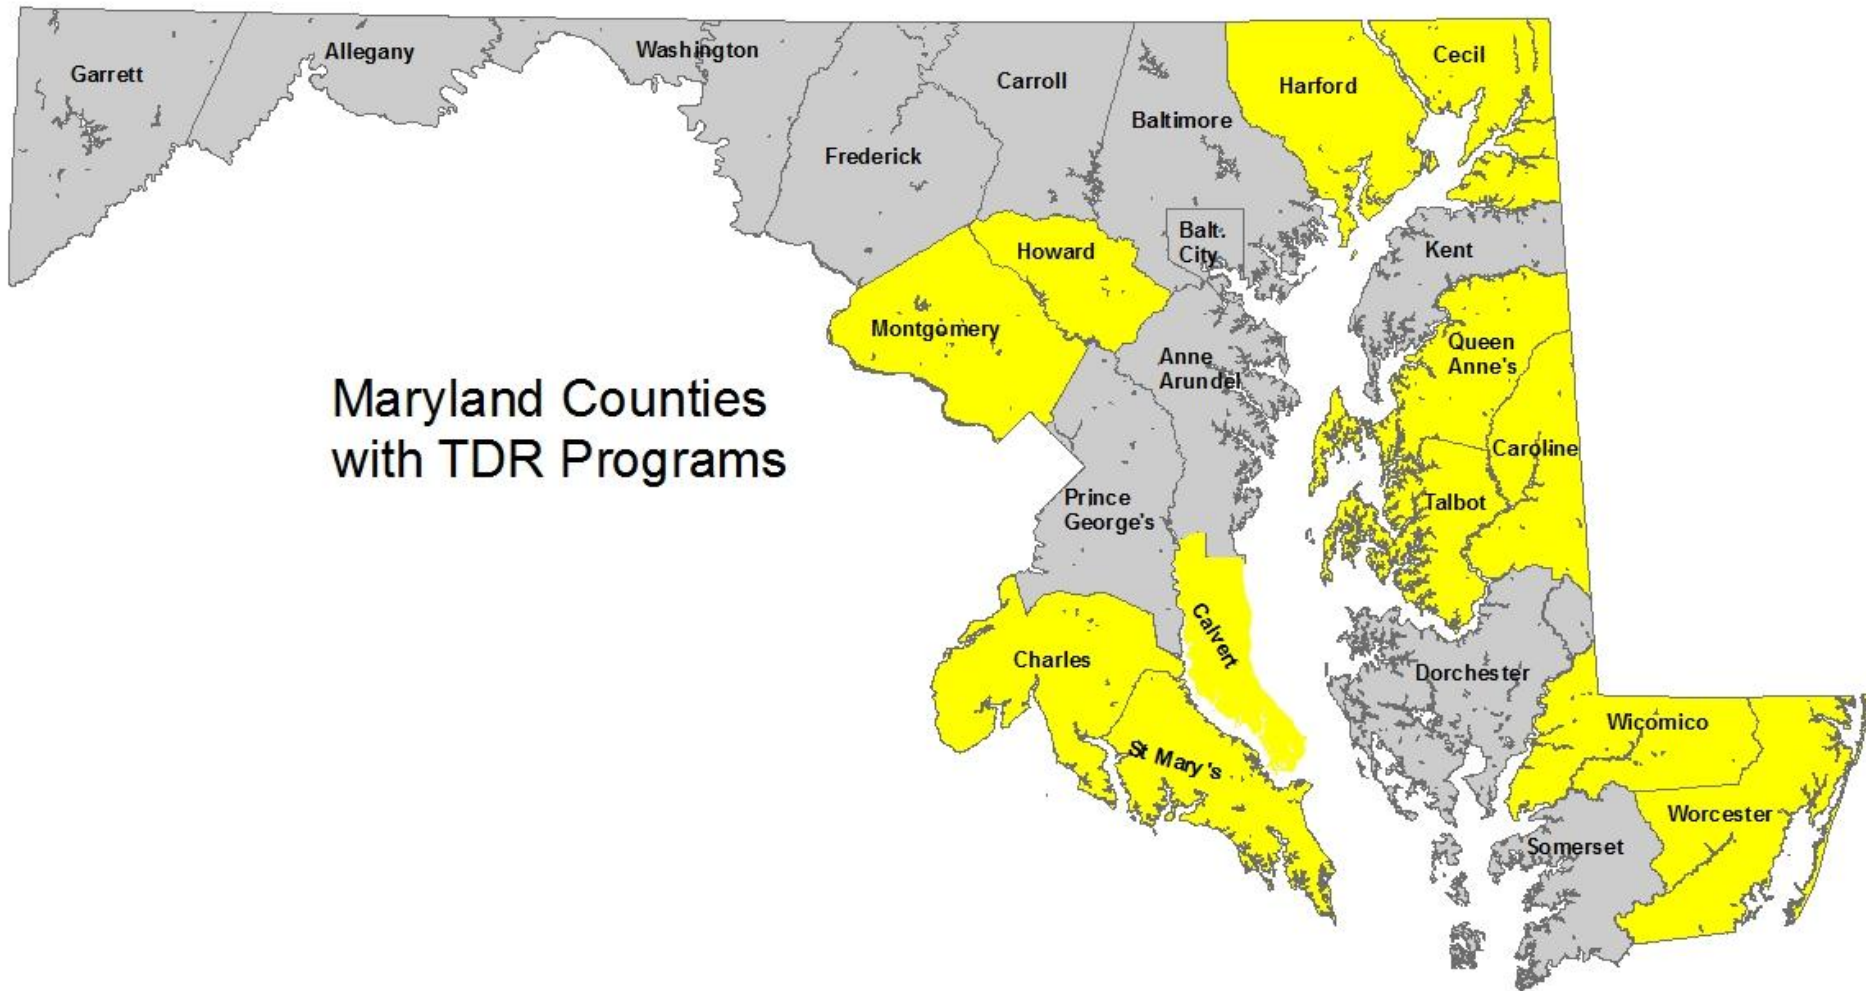 Garrett
Allegany
Washington
Frederick
Carroll
Baltimore
Harford
Cecil
Balt.
City
Howard
Montgomery
Kent
Anne
Arundel
Queen
Anne's
Caroline
Talbot
Maryland Counties
with TDR Programs
Prince
George's
Calvert
Charles
St Mary's
Dorchester
Wicomico
Worcester
Somerset